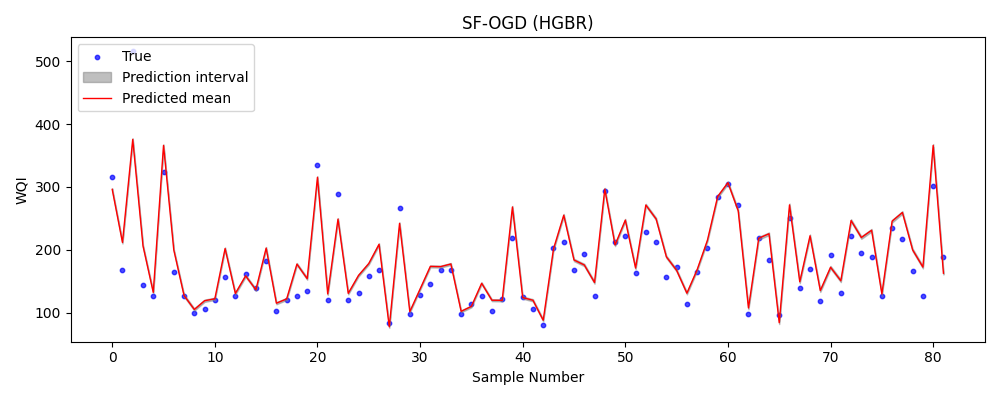 SF-OGD (HGBR)
True
Prediction interval
Predicted mean
WQI
500
400
300
200
100
0 10 20 30 40 50 60 70 80
Sample Number